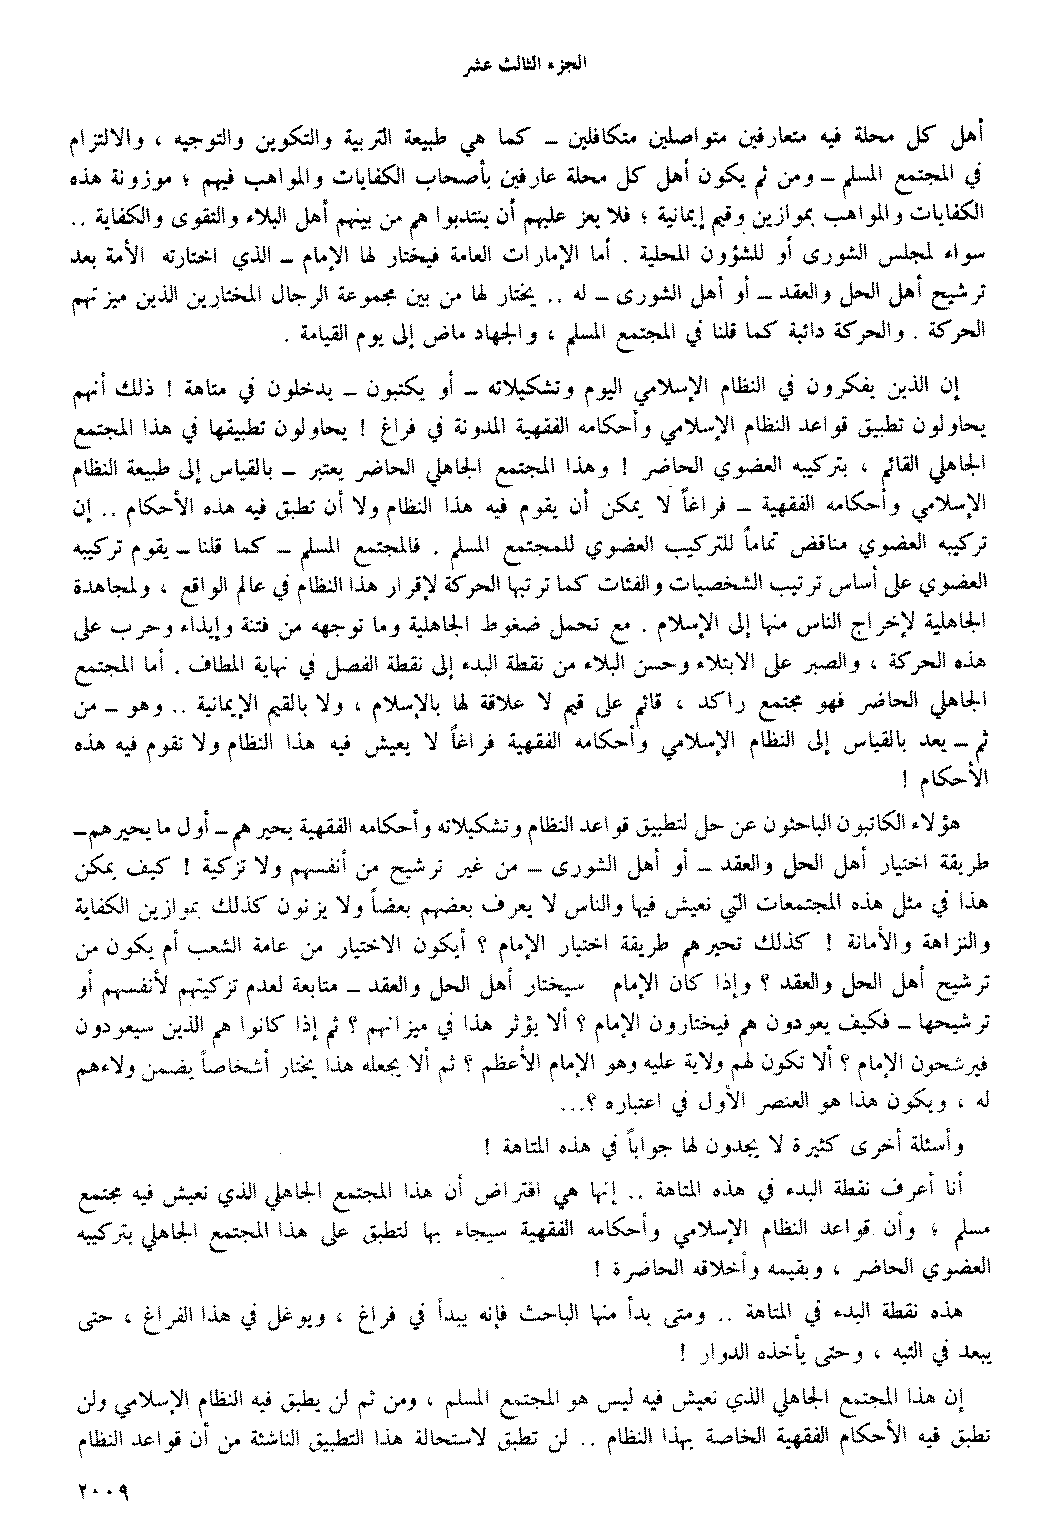 الجزء الثالث عشر
أهل كل محلة فيه متعارفين متواصلين متكافلين – كما هي طبيعة التربية والتكوين والتوجيه ، والالتزام
في المجتمع المسلم – ومن ثم يكون أهل كل محلة عارفين بأصحاب الكفايات والمواهب فيهم ؛ موزونة هذه
الكفايات والمواهب بموازين وقيم إيمانية ؛ فلا يعز عليهم أن ينتدبوا هم من بينهم أهل البلاء والتقوى والكفاية ..
سواء لمجلس الشورى أو للشؤون المحلية . أما الإمارات العامة فيختار لها الإمام – الذي اختارته الأمة بعد
ترشيح أهل الحل والعقد – أو أهل الشورى – له .. يختار لها من بين مجموعة الرجال المختارين الذين ميزتهم
الحركة . والحركة دائبة كما قلنا في المجتمع المسلم ، والجهاد ماض إلى يوم القيامة .
إن الذين يفكرون في النظام الإسلامي اليوم وتشكيلاته – أو يكتبون – يدخلون في متاهة ! ذلك أنهم
يحاولون تطبيق قواعد النظام الإسلامي وأحكامه الفقهية المدونة في فراغ ! يحاولون تطبيقها في هذا المجتمع
الجاهلي القائم ، بتركيبه العضوي الحاضر ! وهذا المجتمع الجاهلي الحاضر يعتبر – بالقياس إلى طبيعة النظام
الإسلامي وأحكامه الفقهية – فراغاً لا يمكن أن يقوم فيه هذا النظام ولا أن تطبق فيه هذه الأحكام .. إن
تركيبه العضوي مناقض تماماً للتركيب العضوي للمجتمع المسلم . فالمجتمع المسلم – كما قلنا – يقوم تركيبه
العضوي على أساس ترتيب الشخصيات والفئات كما ترتبها الحركة لإقرار هذا النظام في عالم الواقع ، ولمجاهدة
الجاهلية لإخراج الناس منها إلى الإسلام . مع تحمل ضغوط الجاهلية وما توجهه من فتنة وإيذاء وحرب على
هذه الحركة ، والصبر على الابتلاء وحسن البلاء من نقطة البدء إلى نقطة الفصل في نهاية المطاف . أما المجتمع
الجاهلي الحاضر فهو مجتمع راكد ، قائم على قيم لا علاقة لها بالإسلام ، ولا بالقيم الإيمانية .. وهو – من
ثم – يعد بالقياس إلى النظام الإسلامي وأحكامه الفقهية فراغاً لا يعيش فيه هذا النظام ولا تقوم فيه هذه
الأحكام !
هؤلاء الكاتبون الباحثون عن حل لتطبيق قواعد النظام وتشكيلاته وأحكامه الفقهية يحيرهم – أول ما يحيرهم –
طريقة اختيار أهل الحل والعقد – أو أهل الشورى – من غير ترشيح من أنفسهم ولا تزكية ! كيف يمكن
هذا في مثل هذه المجتمعات التي نعيش فيها والناس لا يعرف بعضهم بعضاً ولا يزنون كذلك بموازين الكفاية
والنزاهة والأمانة ! كذلك تحيرهم طريقة اختيار الإمام ؟ أيكون الاختيار من عامة الشعب أم يكون من
ترشيح أهل الحل والعقد ؟ وإذا كان الإمام سيختار أهل الحل والعقد – متابعة لعدم تزكيتهم لأنفسهم أو
ترشيحها – فكيف يعودون هم فيختارون الإمام ؟ ألا يؤثر هذا في ميزانهم ؟ ثم إذا كانوا هم الذين سيعودون
فيرشحون الإمام ؟ ألا تكون لهم ولاية عليه وهو الإمام الأعظم ؟ ثم ألا يجعله هذا يختار أشخاصاً يضمن ولاءهم
له ، ويكون هذا هو العنصر الأول في اعتباره ؟...
وأسئلة أخرى كثيرة لا يجدون لها جواباً في هذه المتاهة !
أنا أعرف نقطة البدء في هذه المتاهة .. إنها هي افتراض أن هذا المجتمع الجاهلي الذي نعيش فيه مجتمع
مسلم ؛ وأن قواعد النظام الإسلامي وأحكامه الفقهية سيجاء بها لتطبق على هذا المجتمع الجاهلي بتركيبه
العضوي الحاضر ، وبقيمه وأخلاقه الحاضرة !
هذه نقطة البدء في المتاهة .. ومتى بدأ منها الباحث فإنه يبدأ في فراغ ، ويوغل في هذا الفراغ ، حتى
يبعد في التيه ، وحتى يأخذه الدوار !
إن هذا المجتمع الجاهلي الذي نعيش فيه ليس هو المجتمع المسلم ، ومن ثم لن يطبق فيه النظام الإسلامي ولن
تطبق فيه الأحكام الفقهية الخاصة بهذا النظام .. لن تطبق لاستحالة هذا التطبيق الناشئة من أن قواعد النظام
٢٠٠٩